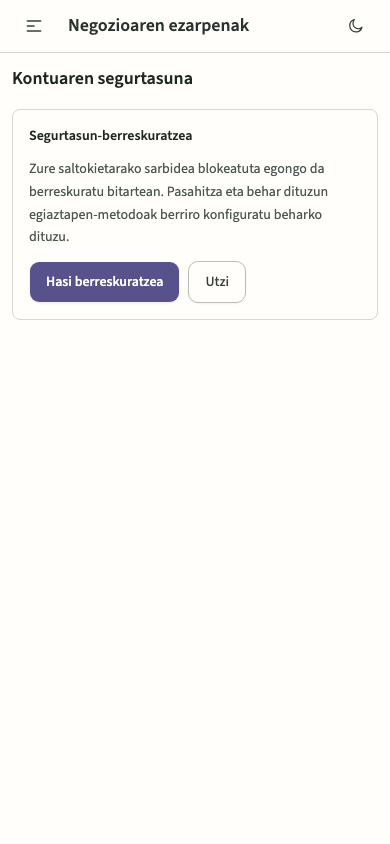 Negozioaren ezarpenak
Kontuaren segurtasuna
Segurtasun-berreskuratzea
Zure saltokietarako sarbidea blokeatuta egongo da
berreskuratu bitartean. Pasahitza eta behar dituzun
egiaztapen-metodoak berriro konfiguratu beharko
dituzu.
Hasi berreskuratzea
Utzi